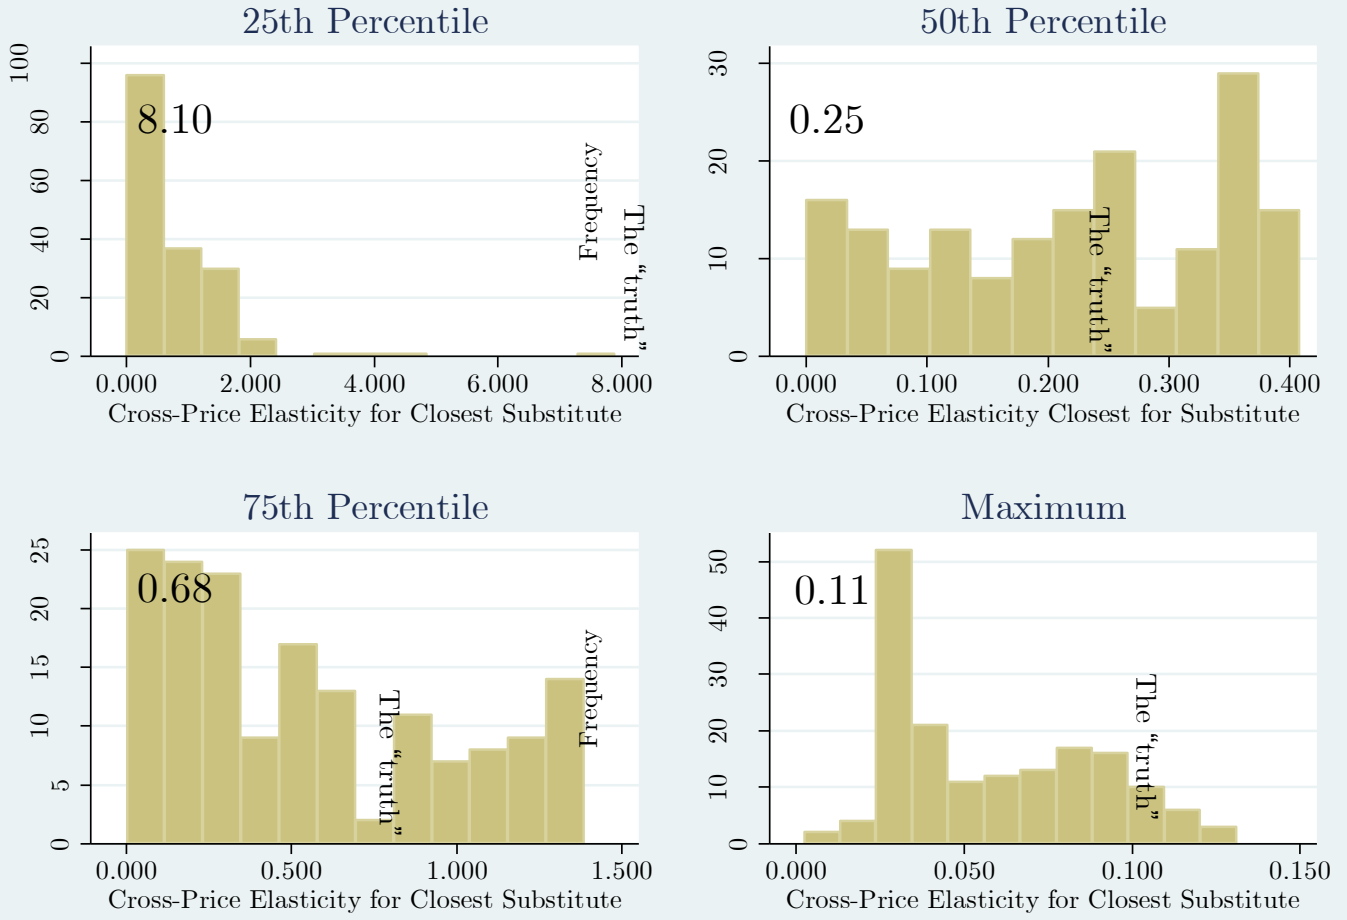 25th Percentile
100
80
60
40
20
0
8.10
Frequency
The “truth”
0.000 2.000 4.000 6.000 8.000
Cross-Price Elasticity for Closest Substitute
50th Percentile
30
20
10
0
0.25
The “truth”
0.000 0.100 0.200 0.300 0.400
Cross-Price Elasticity Closest for Substitute
75th Percentile
25
20
15
10
5
0
0.68
The “truth”
Frequency
0.000 0.500 1.000 1.500
Cross-Price Elasticity for Closest Substitute
Maximum
50
40
30
20
10
0
0.11
The “truth”
0.000 0.050 0.100 0.150
Cross-Price Elasticity for Closest Substitute